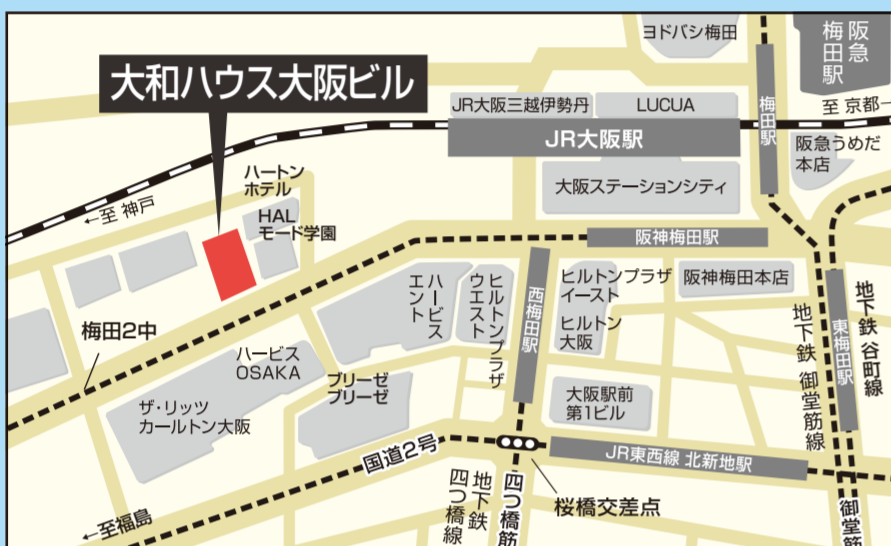 ヨドバシ梅田
阪急
梅田駅
大和ハウス大阪ビル
JR大阪三越伊勢丹
LUCUA
梅田駅
至 京都→
JR大阪駅
阪急うめだ
本店
大阪ステーションシティ
ハートン
ホテル
←至 神戸
HAL
モード学園
阪神梅田駅
ハービス
エント
ヒルトンプラザ
ウエスト
西梅田駅
ヒルトンプラザ
イースト
ヒルトン
大阪
阪神梅田本店
地下鉄 御堂筋線
東梅田駅
地下鉄 谷町線
梅田2中
ハービス
OSAKA
ブリーゼ
ブリーゼ
ザ・リッツ
カールトン大阪
大阪駅前
第1ビル
国道2号
JR東西線 北新地駅
地下鉄
四つ橋線
四つ橋筋
桜橋交差点
御堂筋
←至福島